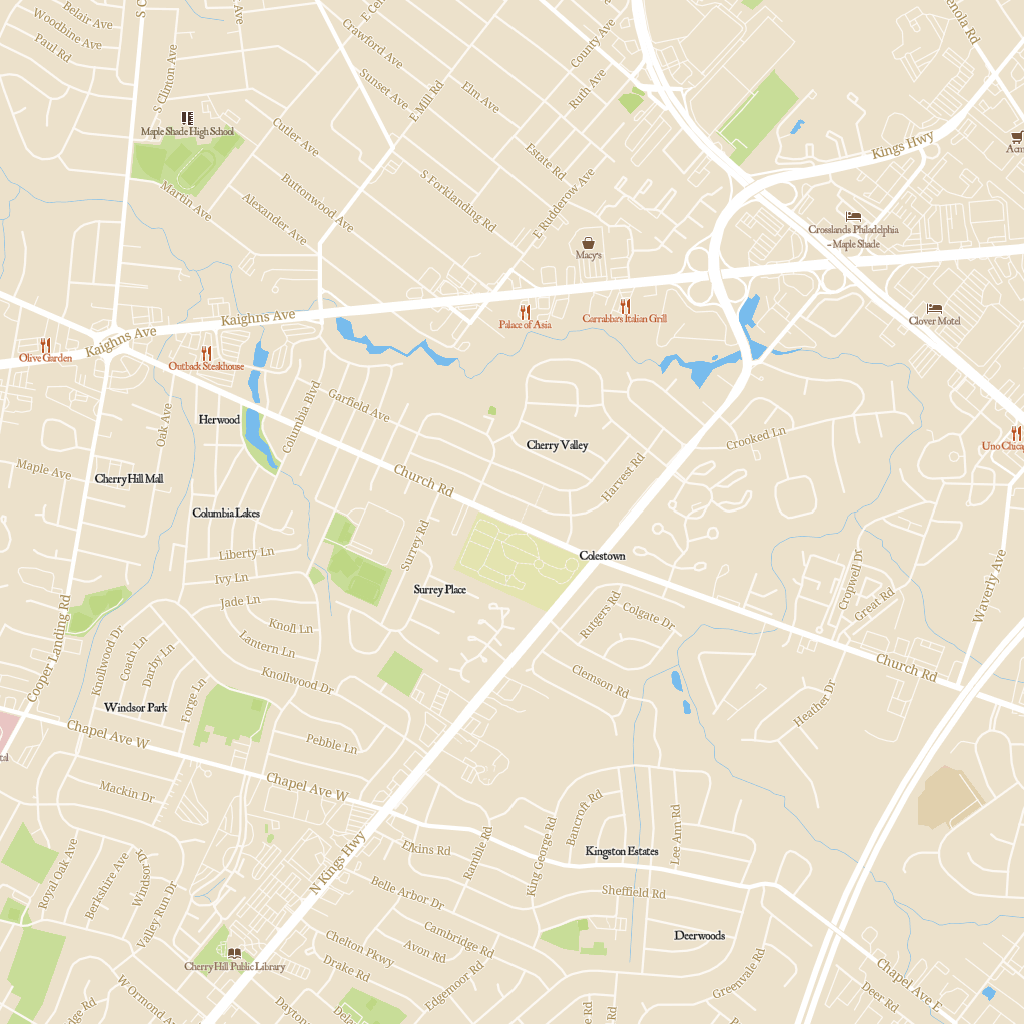 Belair Ave
Woodbine Ave
Paul Rd
S Clinton Ave
Crawford Ave
County Ave
Sunset Ave
E Mill Rd
Elm Ave
Ruth Ave
Kings Hwy
Maple Shade High School
Cutler Ave
Estate Rd
Martin Ave
Buttonwood Ave
S Forklanding Rd
E Rudderow Ave
Alexander Ave
Crosslands Philadelphia
- Maple Shade
Macy's
Kaighns Ave
Kaighns Ave
Palace of Asia
Carrabba's Italian Grill
Clover Motel
Olive Garden
Outback Steakhouse
Garfield Ave
Columbia Blvd
Oak Ave
Herwood
Cherry Valley
Crooked Ln
Maple Ave
Cherry Hill Mall
Church Rd
Harvest Rd
Columbia Lakes
Surrey Rd
Liberty Ln
Colestown
Ivy Ln
Surrey Place
Jade Ln
Cropwell Dr
Great Rd
Waverly Ave
Rutgers Rd
Colgate Dr
Knoll Ln
Lantern Ln
Cooper Landing Rd
Knollwood Dr
Coach Ln
Darby Ln
Forge Ln
Knollwood Dr
Clemson Rd
Church Rd
Heather Dr
Windsor Park
Chapel Ave W
Pebble Ln
Mackin Dr
Chapel Ave W
Elkins Rd
Ramble Rd
King George Rd
Bancroft Rd
Lee Ann Rd
Kingston Estates
Royal Oak Ave
Berkshire Ave
Windsor Dr
Valley Run Dr
N Kings Hwy
Belle Arbor Dr
Sheffield Rd
Cambridge Rd
Deerwoods
Chelton Pkwy
Avon Rd
Drake Rd
Edgemoor Rd
Cherry Hill Public Library
Greenvale Rd
Chapel Ave E
Deer Rd
W Ormond Ave